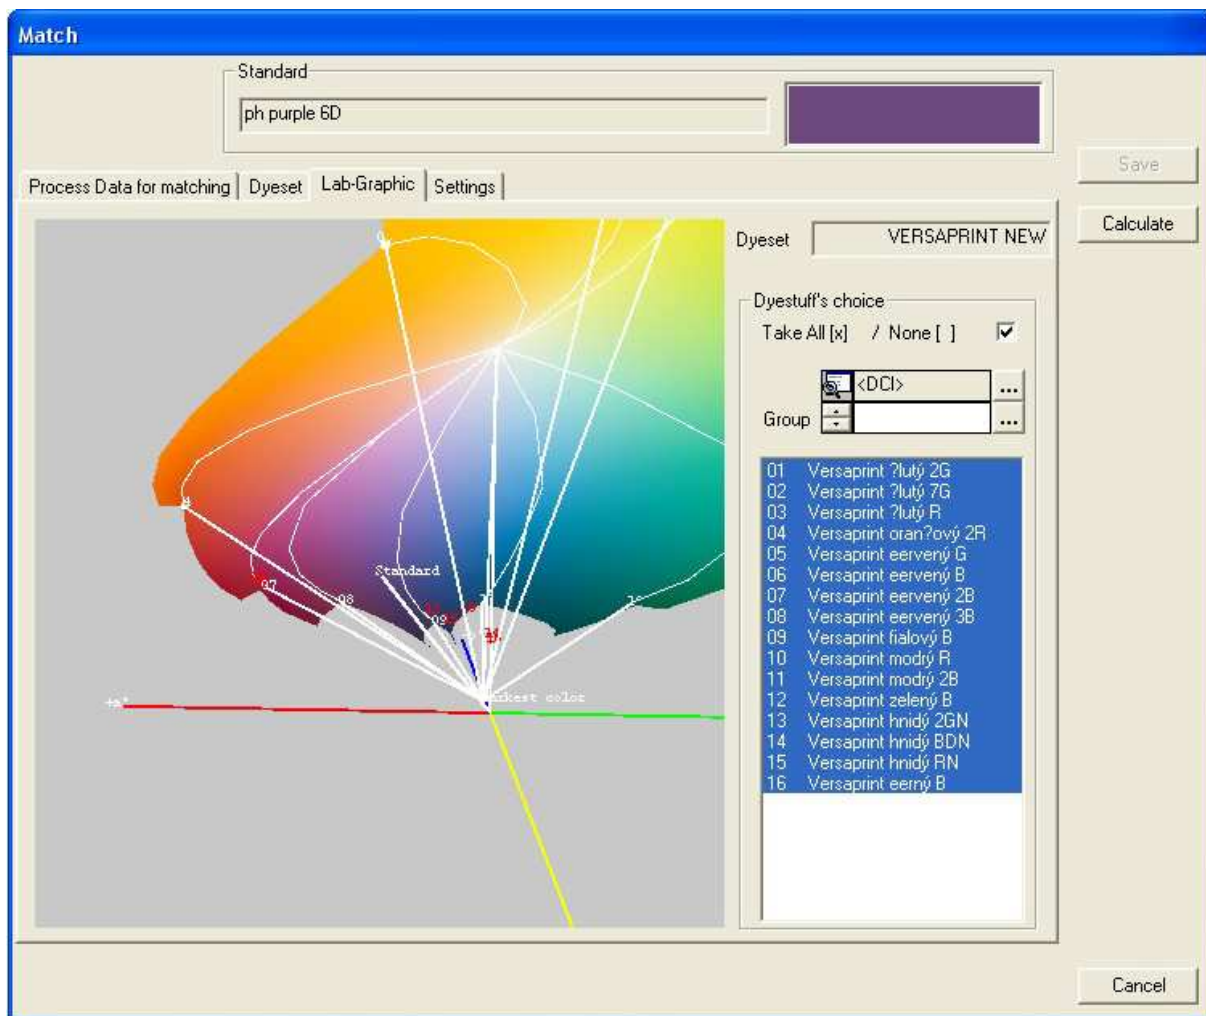 Match
Standard
ph purple 6D
Save
Process Data for matching
Dyeset
Lab-Graphic
Settings
Calculate
Dyeset
VERSAPRINT NEW
Dyestuff's choice
Take All [x] / None [ ]
<DCI>
...
Group
...
01 Versaprint ?lutý 2G
02 Versaprint ?lutý 7G
03 Versaprint ?lutý R
04 Versaprint oran?ový 2R
05 Versaprint eervený G
06 Versaprint eervený B
07 Versaprint eervený 2B
08 Versaprint eervený 3B
09 Versaprint fialový B
10 Versaprint modrý R
11 Versaprint modrý 2B
12 Versaprint zelený B
13 Versaprint hnidý 2GN
14 Versaprint hnidý BDN
15 Versaprint hnidý RN
16 Versaprint eerný B
Standard
07
08
09
color
+a*
Cancel